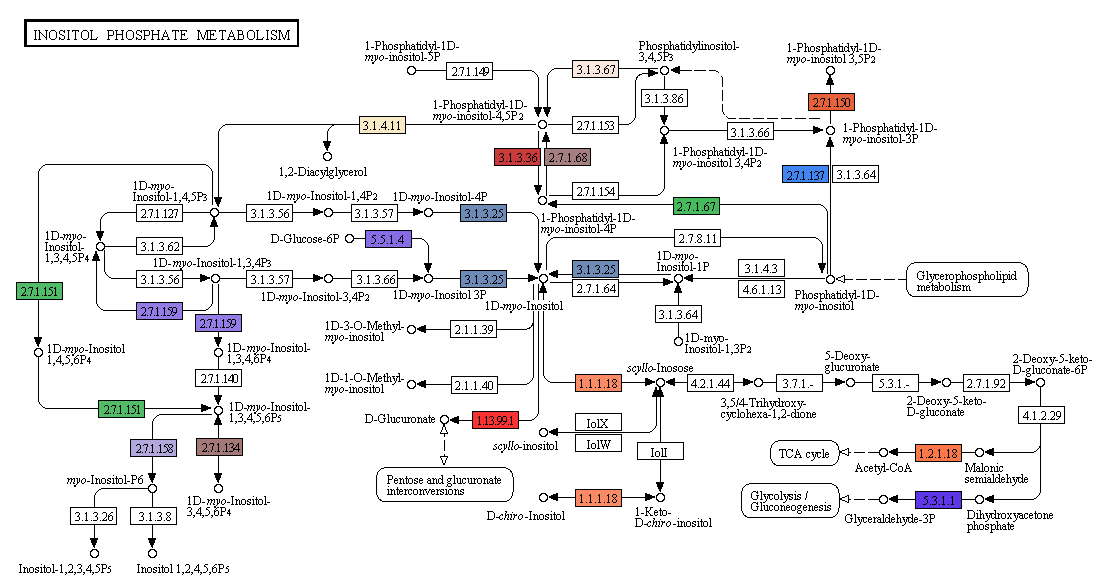 INOSITOL PHOSPHATE METABOLISM
1-Phosphatidyl-1D-
myo-inositol-5P
2.7.1.149
3.1.3.67
Phosphatidylinositol-
3,4,5P3
3.1.3.86
1-Phosphatidyl-1D-
myo-inositol 3,5P2
2.7.1.150
1-Phosphatidyl-1D-
myo-inositol-4,5P2
3.1.4.11
2.7.1.153
3.1.3.66
1-Phosphatidyl-1D-
myo-inositol-3P
1,2-Diacylglycerol
3.1.3.36
2.7.1.68
1-Phosphatidyl-1D-
myo-inositol 3,4P2
2.7.1.137
3.1.3.64
2.7.1.154
1D-myo-
Inositol-1,4,5P3
1D-myo-Inositol-1,4P2
1D-myo-Inositol-4P
2.7.1.67
2.7.1.127
3.1.3.56
3.1.3.57
3.1.3.25
1-Phosphatidyl-1D-
myo-inositol-4P
1D-myo-
Inositol-
1,3,4,5P4
3.1.3.62
D-Glucose-6P
5.5.1.4
2.7.8.11
1D-myo-Inositol-1,3,4P3
1D-myo-
Inositol-1P
3.1.3.56
3.1.3.57
3.1.3.66
3.1.3.25
3.1.3.25
2.7.1.64
3.1.4.3
4.6.1.13
Glycerophospholipid
metabolism
2.7.1.151
1D-myo-Inositol-3,4P2
1D-myo-Inositol 3P
1D-myo-Inositol
Phosphatidyl-1D-
myo-inositol
2.7.1.159
2.7.1.159
1D-3-O-Methyl-
myo-inositol
2.1.1.39
3.1.3.64
1D-myo-
Inositol-1,3P2
1D-myo-Inositol
1,4,5,6P4
1D-myo-Inositol-
1,3,4,6P4
2.7.1.140
1D-1-O-Methyl-
myo-inositol
2.1.1.40
1.1.1.18
scyllo-Inosose
4.2.1.44
3,5/4-Trihydroxy-
cyclohexa-1,2-dione
3.7.1.-
5-Deoxy-
glucuronate
5.3.1.-
2-Deoxy-5-keto-
D-gluconate
2.7.1.92
2-Deoxy-5-keto-
D-gluconate-6P
2.7.1.151
1D-myo-Inositol-
1,3,4,5,6P5
D-Glucuronate
1.13.99.1
IolX
IolW
scyllo-inositol
IolI
4.1.2.29
2.7.1.158
2.7.1.134
TCA cycle
Acetyl-CoA
1.2.1.18
Malonic
semialdehyde
myo-Inositol-P6
1D-myo-Inositol-
3,4,5,6P4
Pentose and glucuronate
interconversions
D-chiro-Inositol
1.1.1.18
1-Keto-
D-chiro-inositol
Glycolysis /
Gluconeogenesis
Glyceraldehyde-3P
5.3.1.1
Dihydroxyacetone
phosphate
3.1.3.26
3.1.3.8
Inositol-1,2,3,4,5P5
Inositol 1,2,4,5,6P5